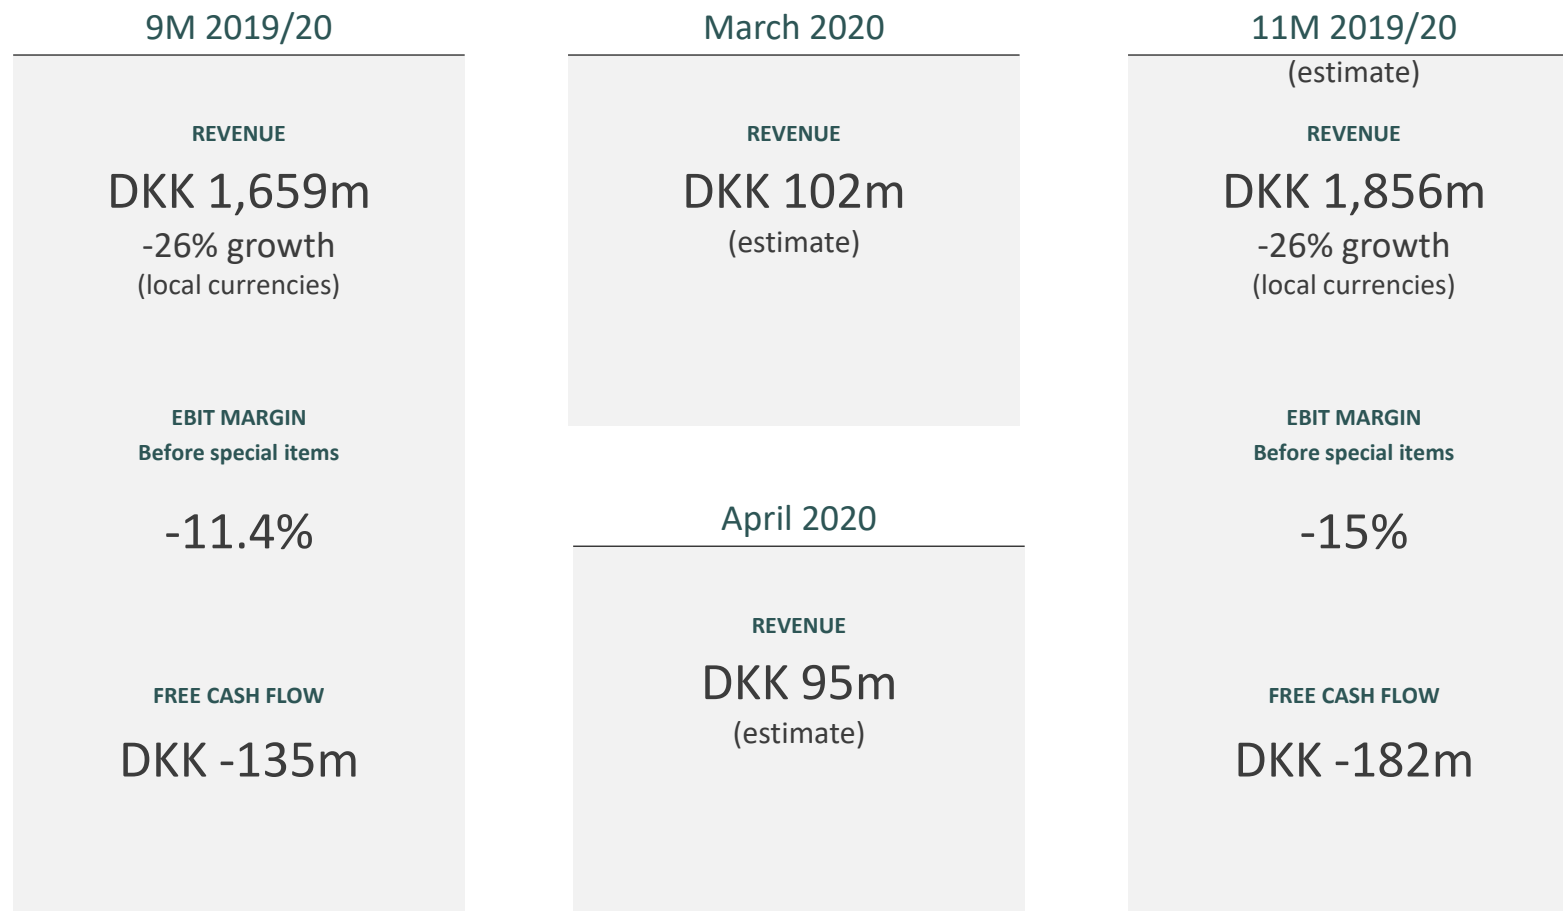 9M 2019/20
REVENUE
DKK 1,659m
-26% growth
(local currencies)
EBIT MARGIN
Before special items
-11.4%
FREE CASH FLOW
DKK -135m
March 2020
REVENUE
DKK 102m
(estimate)
April 2020
REVENUE
DKK 95m
(estimate)
11M 2019/20
(estimate)
REVENUE
DKK 1,856m
-26% growth
(local currencies)
EBIT MARGIN
Before special items
-15%
FREE CASH FLOW
DKK -182m